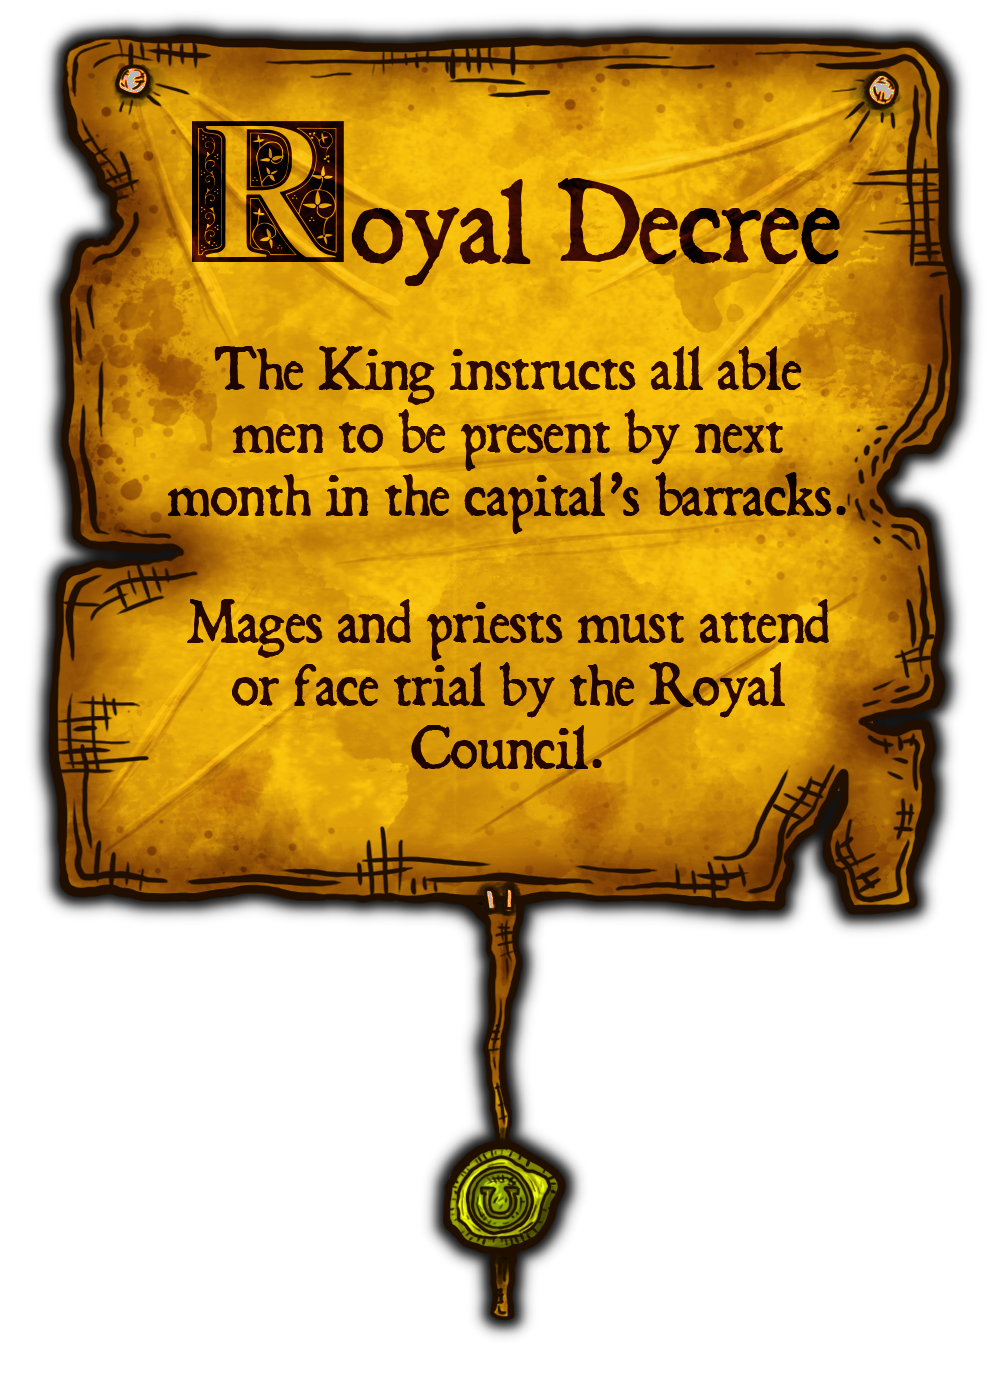 Royal Decree
The King instructs all able
men to be present by next
month in the capital's barracks.
Mages and priests must attend
or face trial by the Royal
Council.